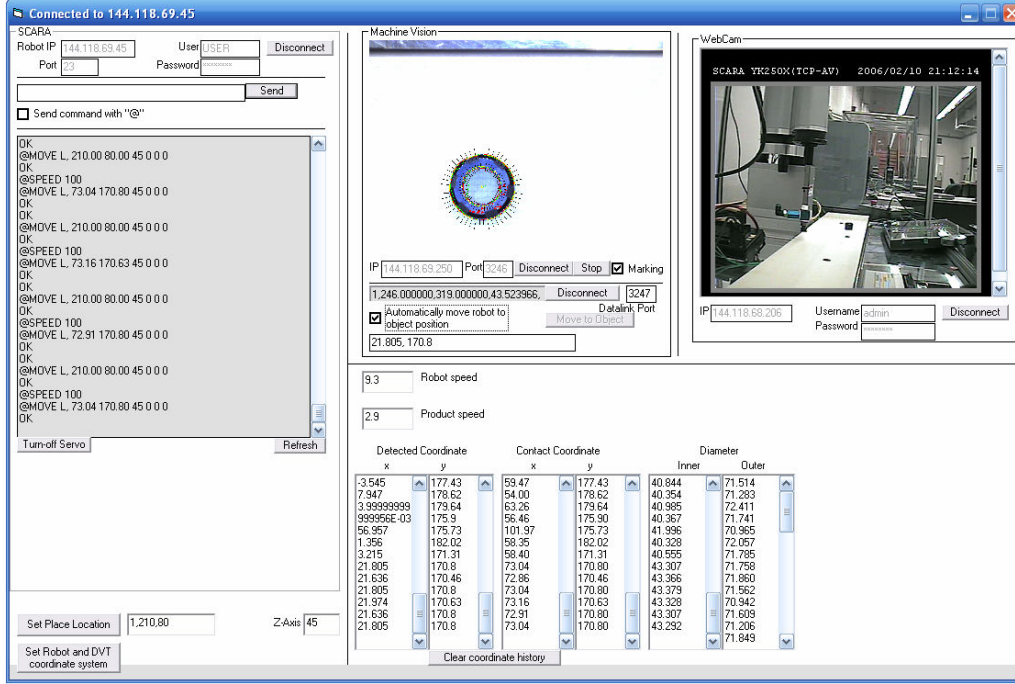 Connected to 144.118.69.45
SCARA
Robot IP 144.118.69.45 User USER Disconnect
Port 23 Password ××××××××
Send
Send command with "@"
OK
@MOVE L, 210.00 80.00 45 0 0 0
OK
@SPEED 100
@MOVE L, 73.04 170.80 45 0 0 0
OK
OK
@MOVE L, 210.00 80.00 45 0 0 0
OK
@SPEED 100
@MOVE L, 73.16 170.63 45 0 0 0
OK
OK
@MOVE L, 210.00 80.00 45 0 0 0
OK
@SPEED 100
@MOVE L, 72.91 170.80 45 0 0 0
OK
OK
@MOVE L, 210.00 80.00 45 0 0 0
OK
@SPEED 100
@MOVE L, 73.04 170.80 45 0 0 0
OK
Turn-off Servo Refresh
Set Place Location 1,210,80 Z-Axis 45
Set Robot and DVT
coordinate system
Machine Vision
IP 144.118.69.250 Port 3246 Disconnect Stop Marking
1,246.000000,319.000000,43.523966, Disconnect 3247
Datalink Port
Automatically move robot to
object position
Move to Object
21.805, 170.8
WebCam
SCARA YK250X(TCP-AV) 2006/02/10 21:12:14
IP 144.118.68.206 Username admin Disconnect
Password ××××××××
9.3 Robot speed
2.9 Product speed
Detected Coordinate Contact Coordinate Diameter
x y x y Inner Outer
-3.545 177.43 59.47 177.43 40.844 71.514
7.947 178.62 54.00 178.62 40.354 71.283
3.99999999 179.64 63.26 179.64 40.985 72.411
999956E-03 175.9 56.46 175.90 40.367 71.741
56.957 175.73 101.97 175.73 41.996 70.965
1.356 182.02 58.35 182.02 40.328 72.057
3.215 171.31 58.40 171.31 40.555 71.785
21.805 170.8 73.04 170.80 43.307 71.758
21.636 170.46 72.86 170.46 43.366 71.860
21.805 170.8 73.04 170.80 43.379 71.562
21.974 170.63 73.16 170.63 43.328 70.942
21.636 170.8 72.91 170.80 43.307 71.609
21.805 170.8 73.04 170.80 43.292 71.206
71.849
Clear coordinate history